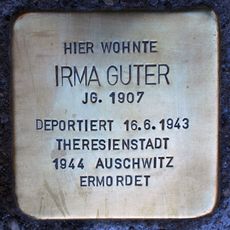 HIER WOHNTE
IRMA GUTER
JG. 1907
DEPORTIERT 16.6.1943
THERESIENSTADT
1944 AUSCHWITZ
ERMORDET